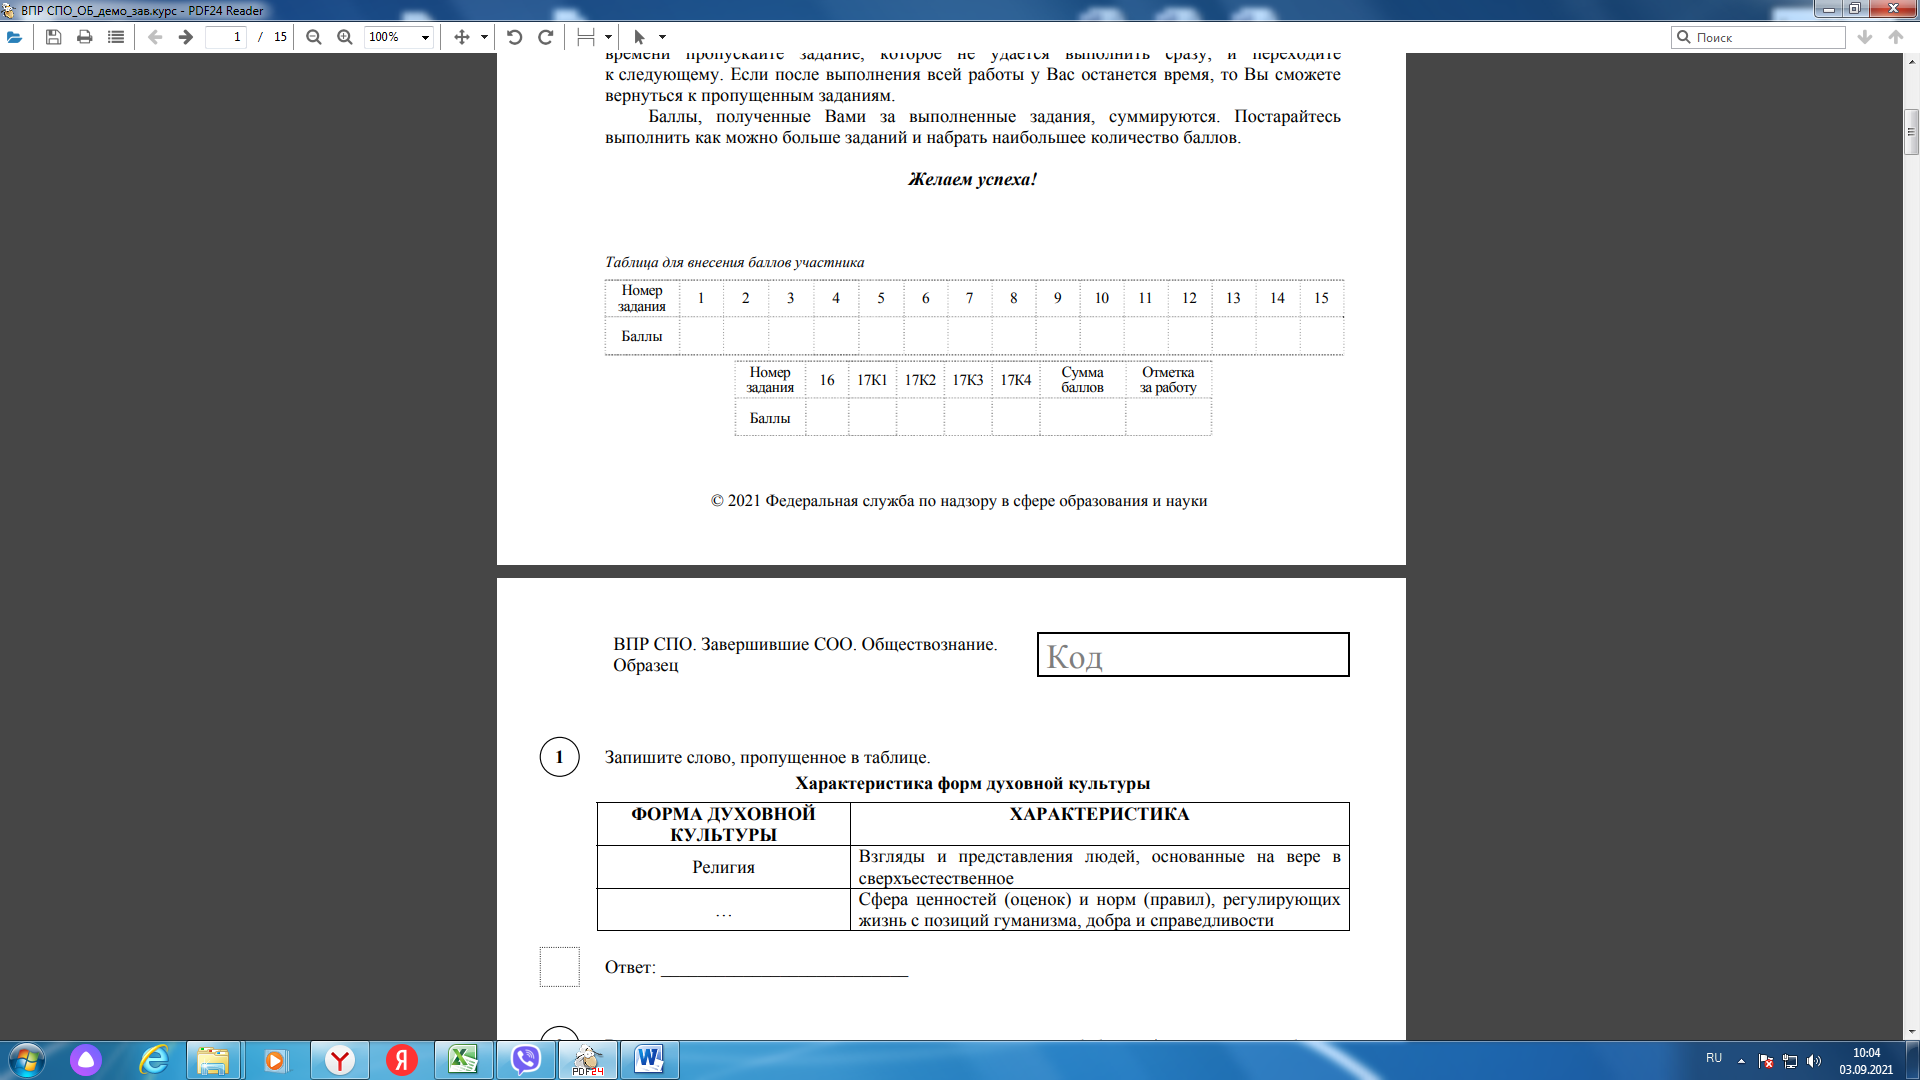 ВПР СПО_ОБ_демо_зав.курс - PDF24 Reader
1 / 15
100%
Поиск
времени пропускайте задание, которое не удаётся выполнить сразу, и переходите
к следующему. Если после выполнения всей работы у Вас останется время, то Вы сможете
вернуться к пропущенным заданиям.
Баллы, полученные Вами за выполненные задания, суммируются. Постарайтесь
выполнить как можно больше заданий и набрать наибольшее количество баллов.
Желаем успеха!
Таблица для внесения баллов участника
Номер задания 1 2 3 4 5 6 7 8 9 10 11 12 13 14 15
Баллы
Номер задания 16 17К1 17К2 17К3 17К4 Сумма баллов Отметка за работу
Баллы
© 2021 Федеральная служба по надзору в сфере образования и науки
ВПР СПО. Завершившие СОО. Обществознание.
Образец
Код
1
Запишите слово, пропущенное в таблице.
Характеристика форм духовной культуры
ФОРМА ДУХОВНОЙ
КУЛЬТУРЫ
ХАРАКТЕРИСТИКА
Религия
Взгляды и представления людей, основанные на вере в
сверхъестественное
…
Сфера ценностей (оценок) и норм (правил), регулирующих
жизнь с позиций гуманизма, добра и справедливости
Ответ: ___________________________
PDF24
RU
10:04
03.09.2021